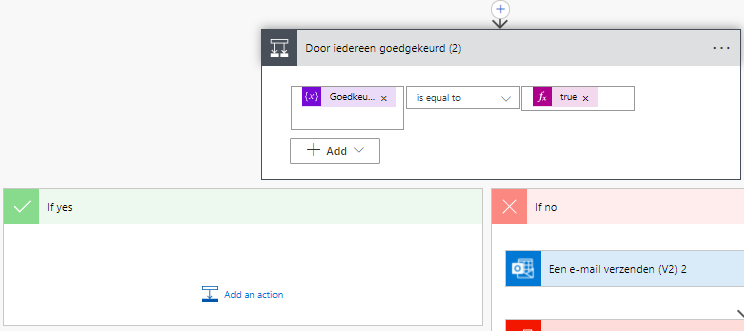 Door iedereen goedgekeurd (2)
{x} Goedkeu... × is equal to fx true ×
+ Add
If yes
If no
Een e-mail verzenden (V2) 2
Add an action